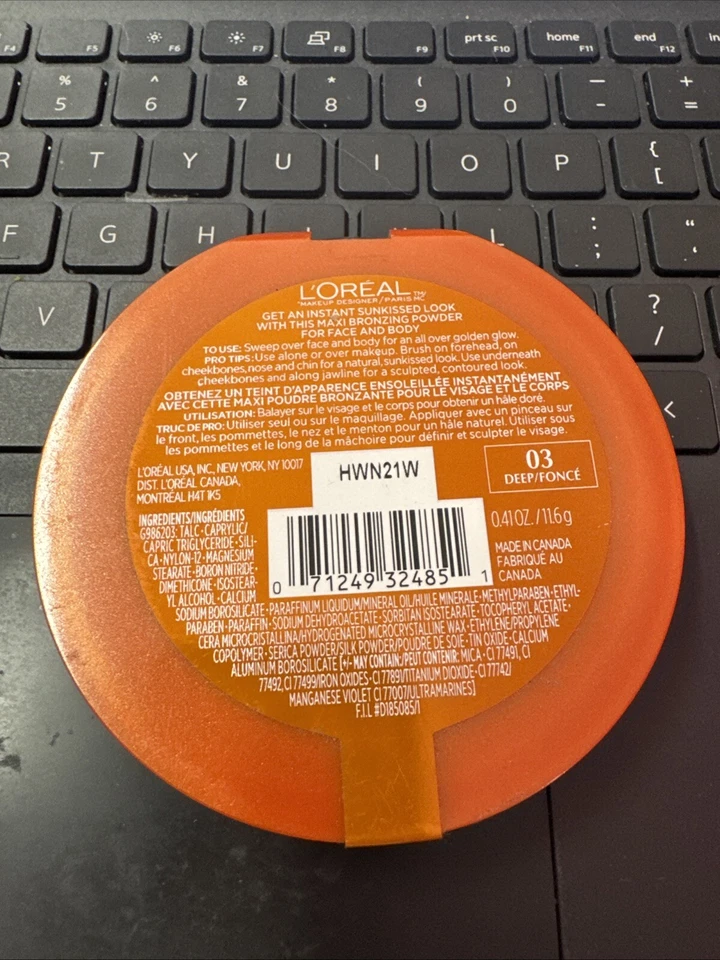 F4 F5 F6 F7 F8 F9 prt sc F10 home F11 end F12 in
% 5 ^ 6 & 7 * 8 ( 9 ) 0 — - + =
R T Y U I O P { [
F G H : ; “ ‘
V ? /
<
L'ORÉAL TM/MC
"MAKEUP DESIGNER/PARIS
GET AN INSTANT SUNKISSED LOOK
WITH THIS MAXI BRONZING POWDER
FOR FACE AND BODY
TO USE: Sweep over face and body for an all over golden glow.
PRO TIPS: Use alone or over makeup. Brush on forehead, on
cheekbones, nose and chin for a natural, sunkissed look. Use underneath
cheekbones and along jawline for a sculpted, contoured look.
OBTENEZ UN TEINT D'APPARENCE ENSOLEILLÉE INSTANTANÉMENT
AVEC CETTE MAXI POUDRE BRONZANTE POUR LE VISAGE ET LE CORPS
UTILISATION: Balayer sur le visage et le corps pour obtenir un hâle doré.
TRUC DE PRO: Utiliser seul ou sur le maquillage. Appliquer avec un pinceau sur
le front, les pommettes, le nez et le menton pour un hâle naturel. Utiliser sous
les pommettes et le long de la mâchoire pour définir et sculpter le visage.
L'ORÉAL USA, INC., NEW YORK, NY 10017
DIST. L'ORÉAL CANADA,
MONTRÉAL H4T 1K5
HWN21W
03
DEEP/FONCÉ
0 71249 32485 1
0.41 OZ. / 11.6 g
MADE IN CANADA
FABRIQUÉ AU
CANADA
INGREDIENTS/INGRÉDIENTS
G986203: TALC • CAPRYLIC/
CAPRIC TRIGLYCERIDE • SILI-
CA • NYLON-12 • MAGNESIUM
STEARATE • BORON NITRIDE •
DIMETHICONE • ISOSTEAR-
YL ALCOHOL • CALCIUM
SODIUM BOROSILICATE • PARAFFINUM LIQUIDUM/MINERAL OIL/HUILE MINERALE • METHYLPARABEN • ETHYL-
PARABEN • PARAFFIN • SODIUM DEHYDROACETATE • SORBITAN ISOSTEARATE • TOCOPHERYL ACETATE •
CERA MICROCRISTALLINA/HYDROGENATED MICROCRYSTALLINE WAX • ETHYLENE/PROPYLENE
COPOLYMER • SERICA POWDER/SILK POWDER/POUDRE DE SOIE • TIN OXIDE • CALCIUM
ALUMINUM BOROSILICATE [+/- MAY CONTAIN:/PEUT CONTENIR: MICA • CI 77491, CI
77492, CI 77499/IRON OXIDES • CI 77891/TITANIUM DIOXIDE • CI 77742/
MANGANESE VIOLET CI 77007/ULTRAMARINES]
F.I.L #D185085/1